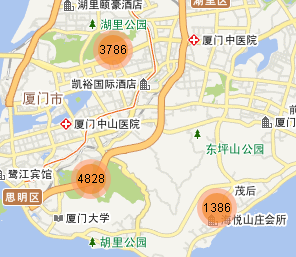 湖里颐豪酒店
湖里区
湖里公园
3786
厦门中医院
凯裕国际酒店
厦门市
厦门中山医院
前
厦
东坪山公园
鹭江宾馆
4828
思明区
茂后
1386
厦门大学
海悦山庄会所
胡里山公园